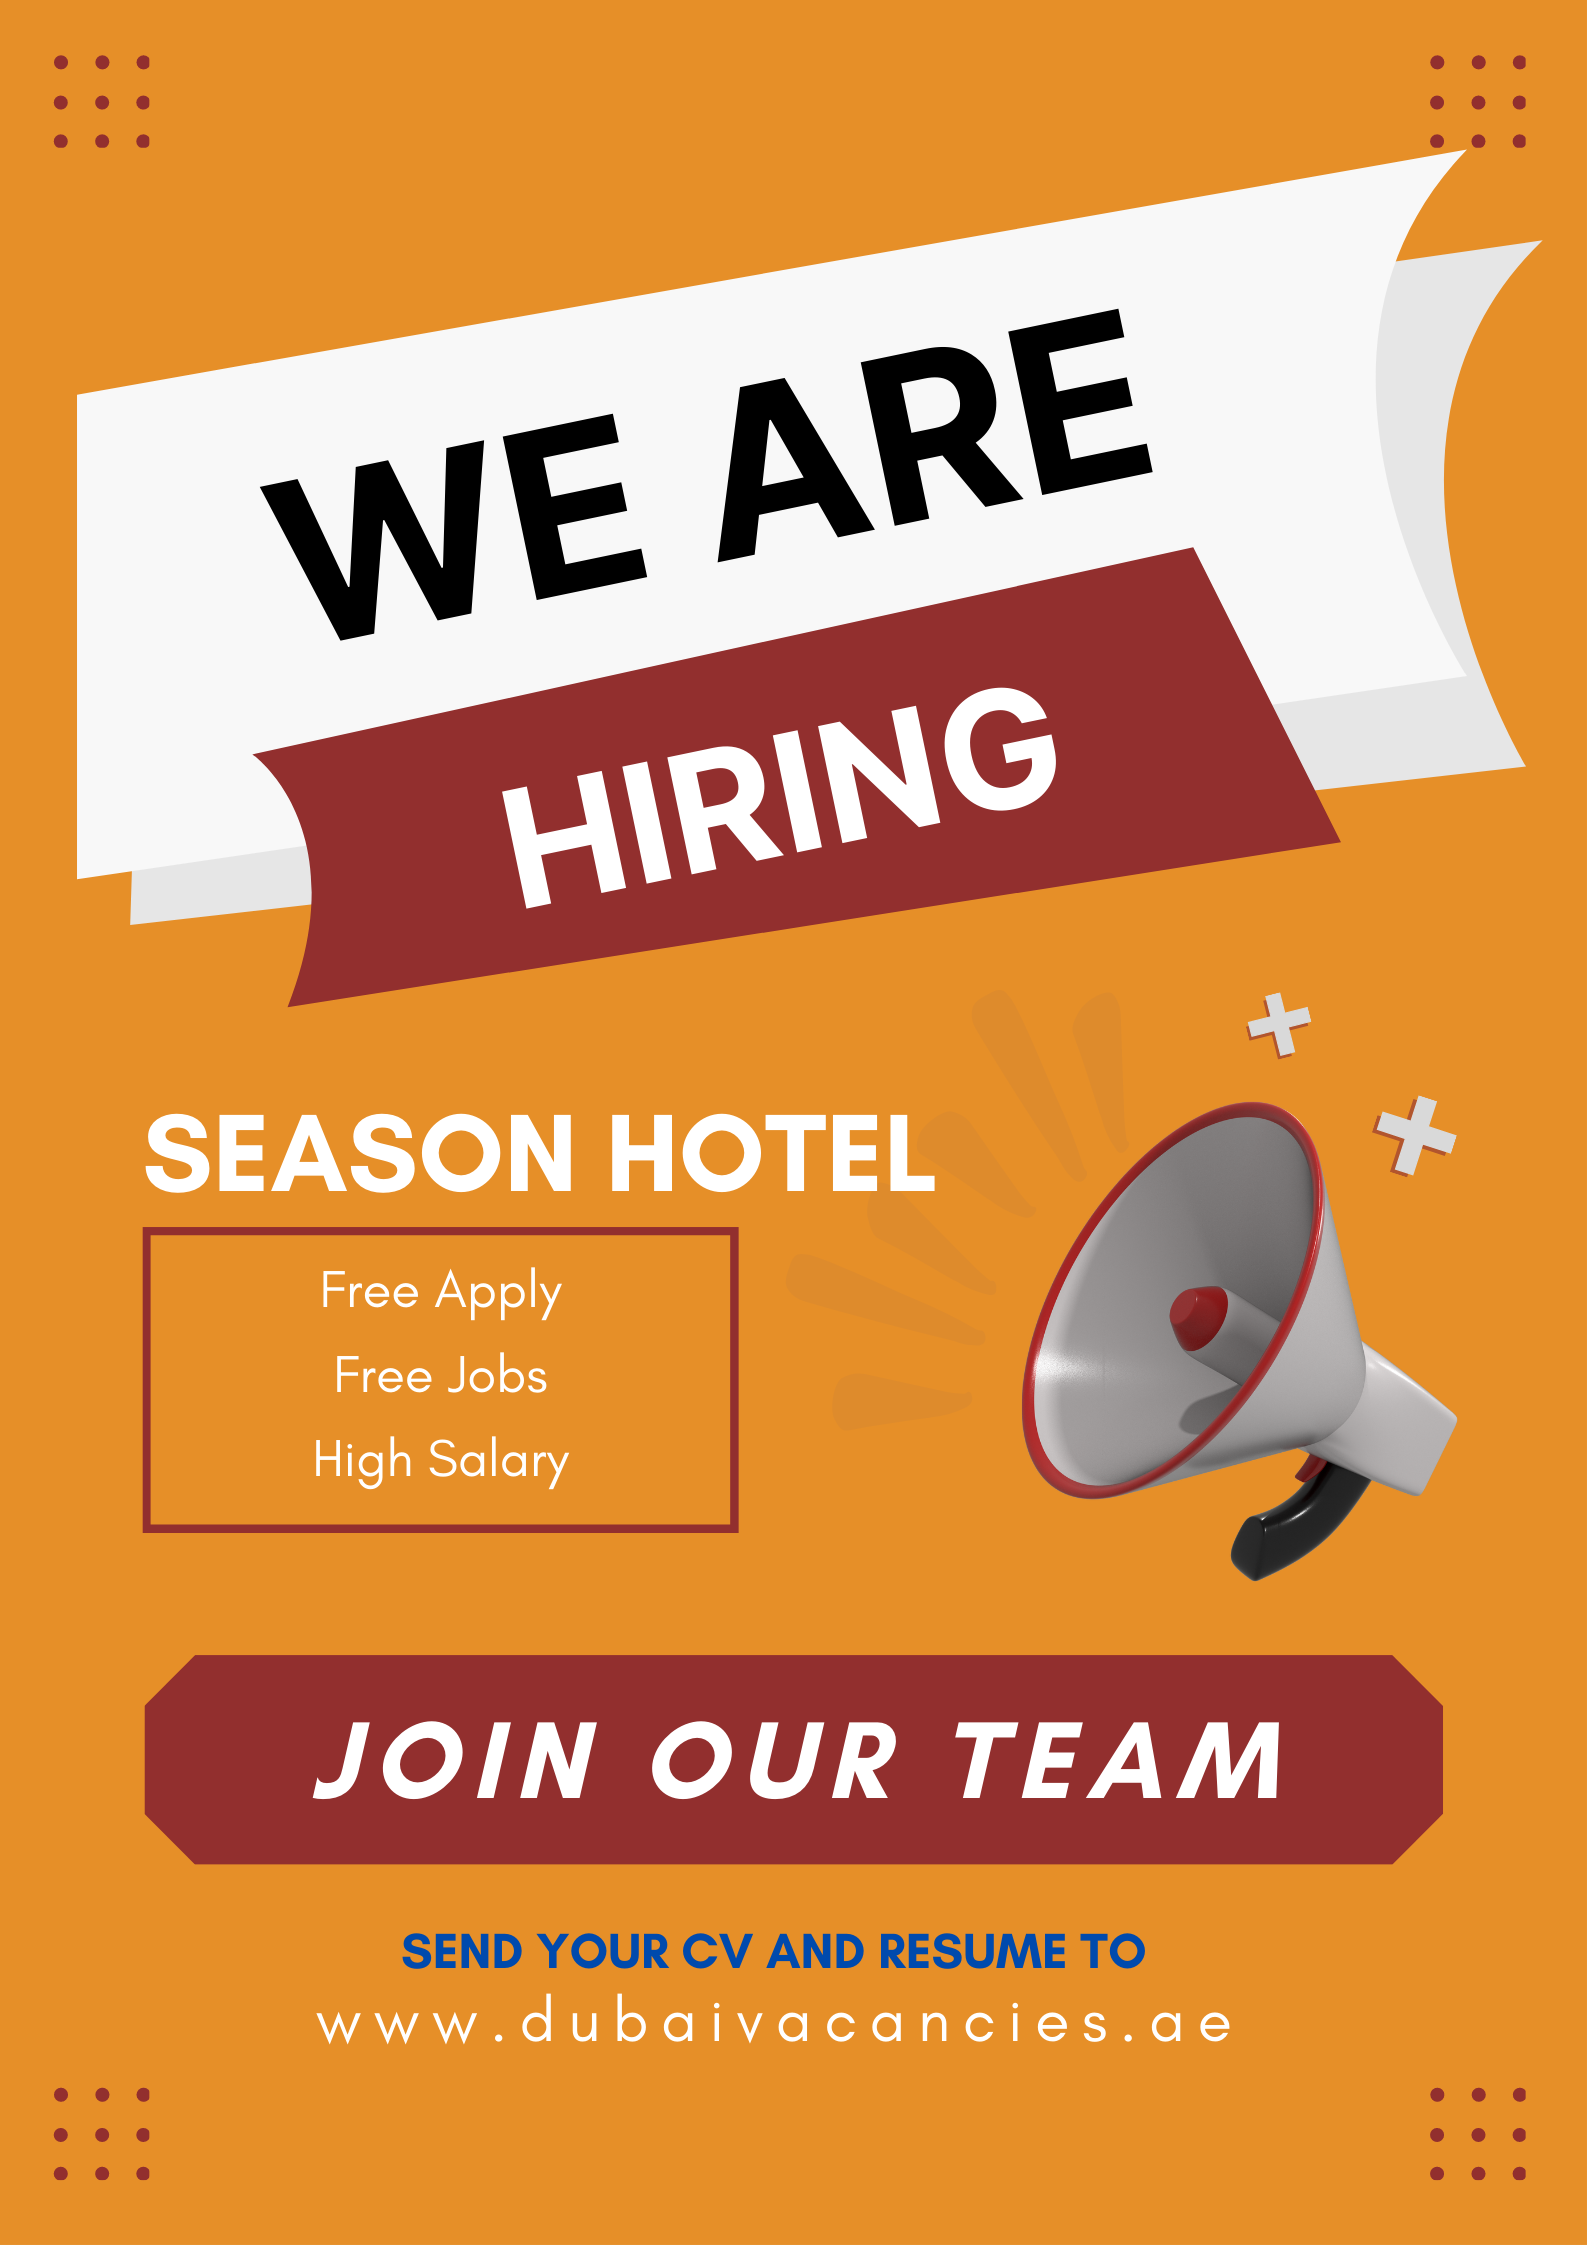 WE ARE
HIRING
SEASON HOTEL
Free Apply
Free Jobs
High Salary
JOIN OUR TEAM
SEND YOUR CV AND RESUME TO
www.dubaivacancies.ae